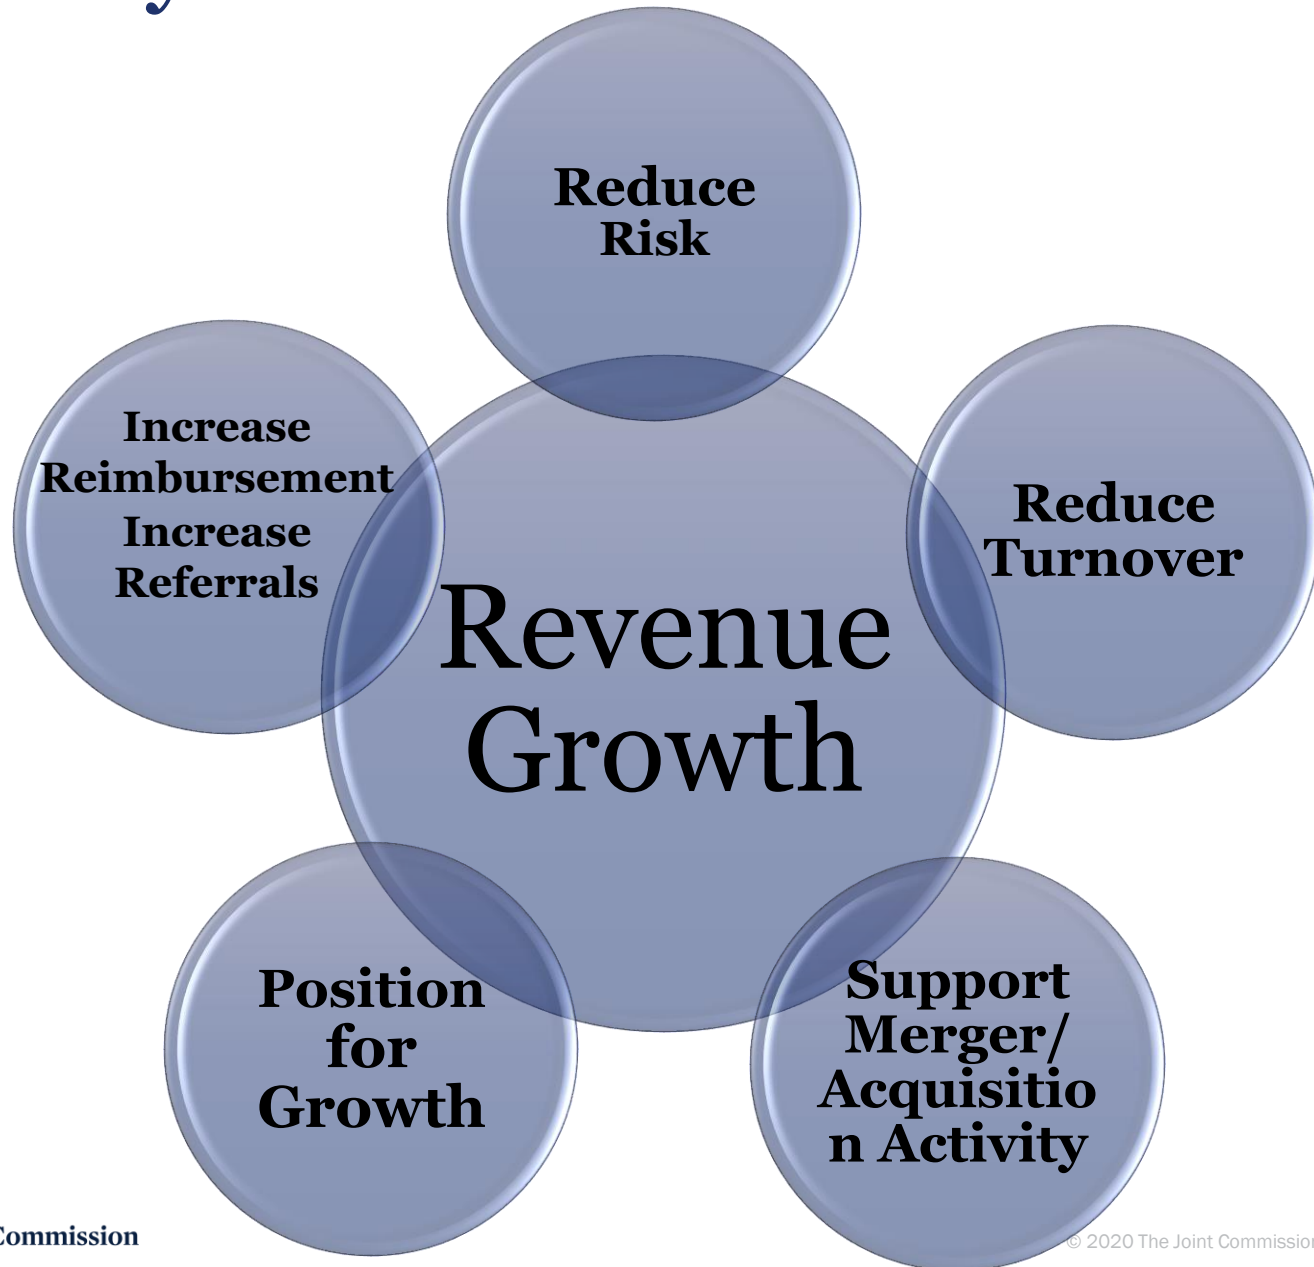 Reduce
Risk
Increase
Reimbursement
Increase
Referrals
Reduce
Turnover
Revenue
Growth
Position
for
Growth
Support
Merger/
Acquisitio
n Activity
Commission
© 2020 The Joint Commission